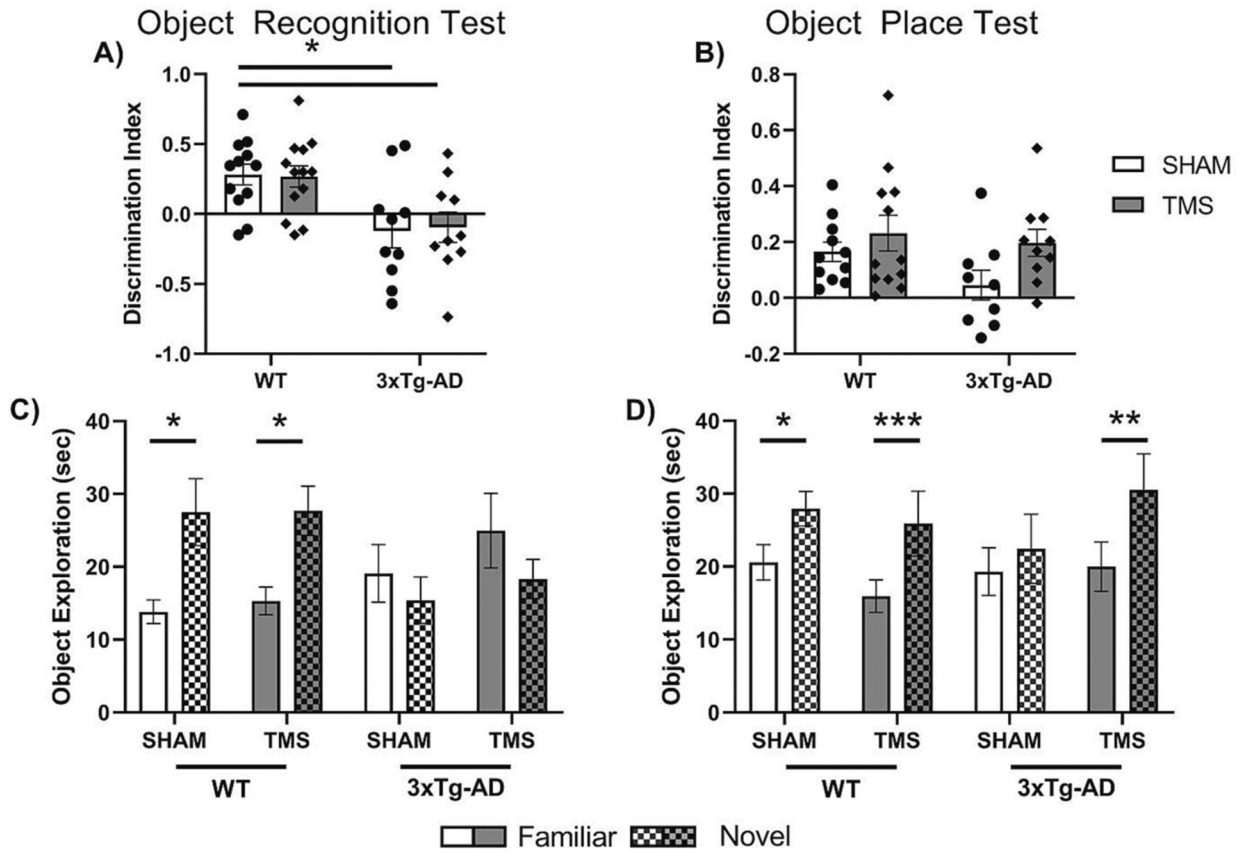 Object Recognition Test
Object Place Test
A)
*
Discrimination Index
1.0
0.5
0.0
-0.5
-1.0
WT
3xTg-AD
B)
Discrimination Index
0.8
0.6
0.4
0.2
0.0
-0.2
WT
3xTg-AD
SHAM
TMS
C)
Object Exploration (sec)
40
30
20
10
0
*
*
SHAM
TMS
SHAM
TMS
WT
3xTg-AD
D)
Object Exploration (sec)
40
30
20
10
0
*
***
**
SHAM
TMS
SHAM
TMS
WT
3xTg-AD
Familiar
Novel